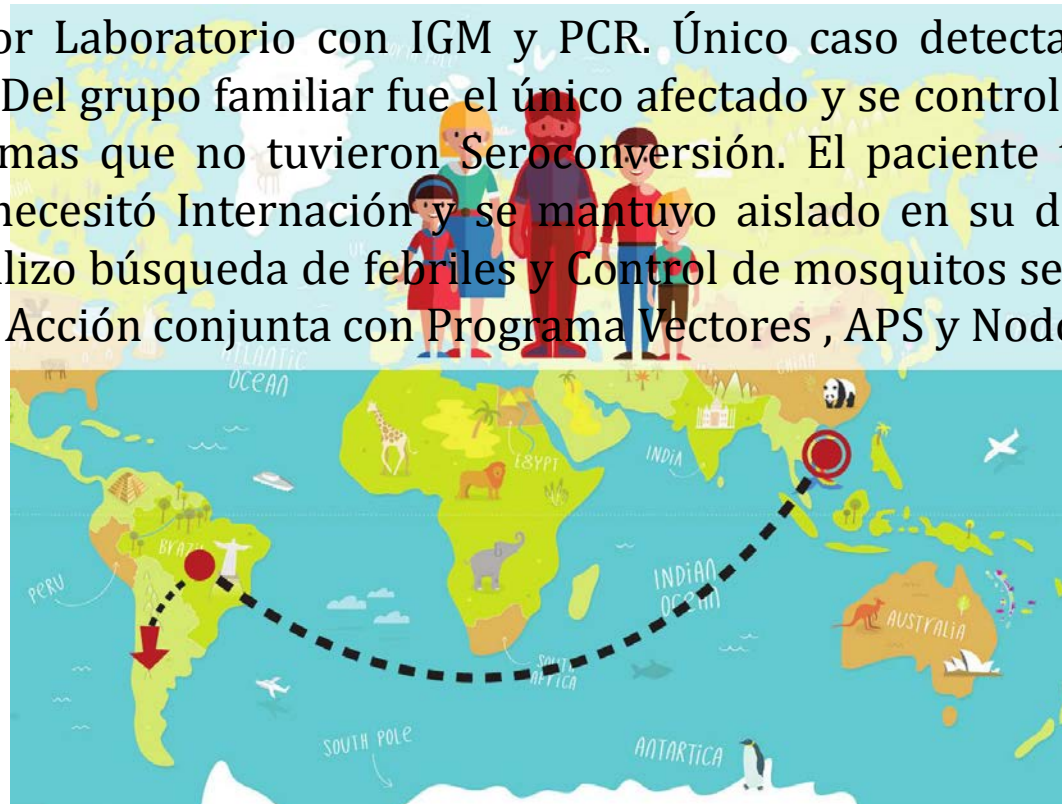 or Laboratorio con IGM y PCR. Único caso detecta
Del grupo familiar fue el único afectado y se control
mas que no tuvieron Seroconversión. El paciente
necesitó Internación y se mantuvo aislado en su d
lizo búsqueda de febriles y Control de mosquitos se
Acción conjunta con Programa Vectores , APS y Nodo
ATLANTIC
OCEAN
CHINA
EGYPT
INDIA
BRAZIL
PERU
INDIAN
OCEAN
AUSTRALIA
SOUTH
AFRICA
SOUTH POLE
ANTARTICA